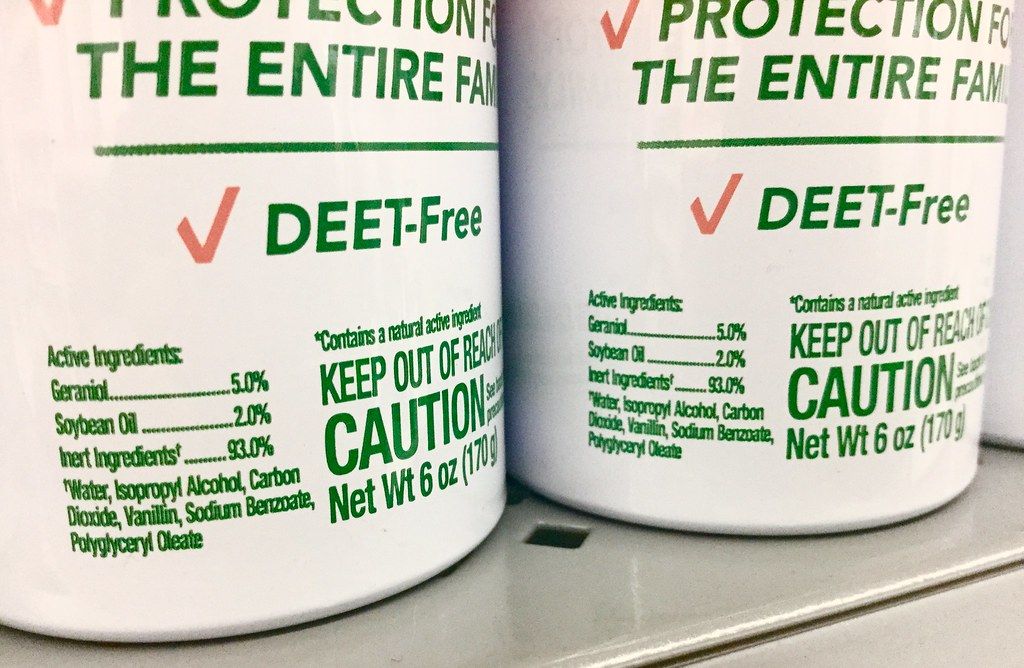 PROTECTION FO
THE ENTIRE FAM
✓ DEET-Free
Active Ingredients:
Geraniol..............................5.0%
Soybean Oil ......................2.0%
Inert Ingredients† ..........93.0%
†Water, Isopropyl Alcohol, Carbon
Dioxide, Vanillin, Sodium Benzoate,
Polyglyceryl Oleate
*Contains a natural active ingredient
KEEP OUT OF REACH OF
CAUTION See
Net Wt 6 oz (170 g)
✓ PROTECTION FO
THE ENTIRE FAMI
✓ DEET-Free
Active Ingredients:
Geraniol..............................5.0%
Soybean Oil ......................2.0%
Inert Ingredients† ..........93.0%
†Water, Isopropyl Alcohol, Carbon
Dioxide, Vanillin, Sodium Benzoate,
Polyglyceryl Oleate
*Contains a natural active ingredient
KEEP OUT OF REACH OF
CAUTION See
Net Wt 6 oz (170 g)